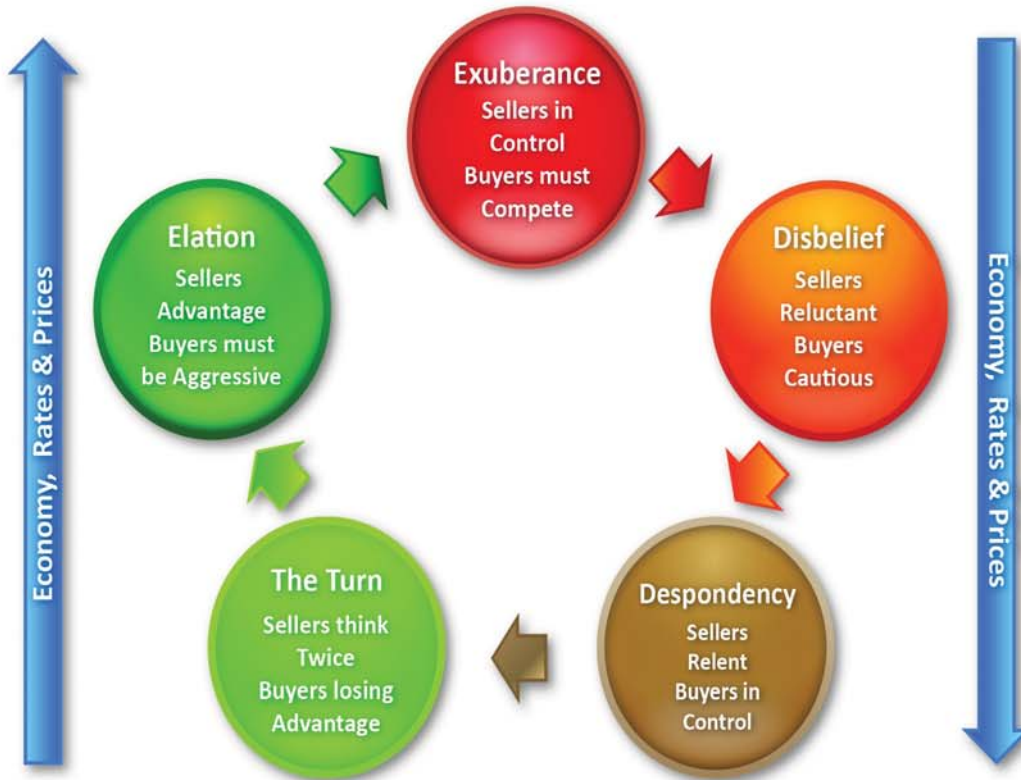 Exuberance
Sellers in
Control
Buyers must
Compete
Disbelief
Sellers
Reluctant
Buyers
Cautious
Despondency
Sellers
Relent
Buyers in
Control
The Turn
Sellers think
Twice
Buyers losing
Advantage
Elation
Sellers
Advantage
Buyers must
be Aggressive
Economy, Rates & Prices
Economy, Rates & Prices